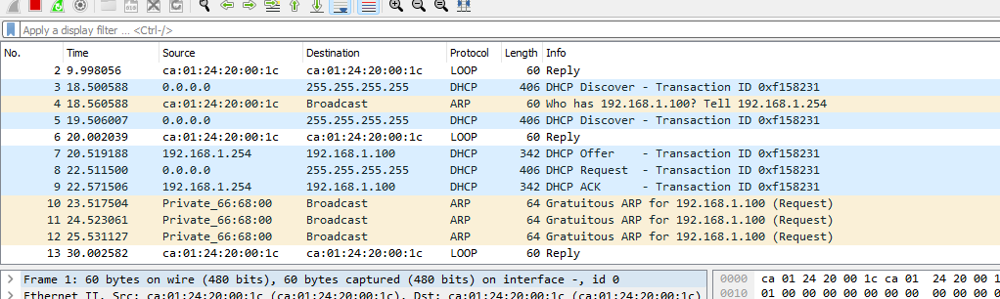 Apply a display filter ... <Ctrl-/>
No. Time Source Destination Protocol Length Info
2 9.998056 ca:01:24:20:00:1c ca:01:24:20:00:1c LOOP 60 Reply
3 18.500588 0.0.0.0 255.255.255.255 DHCP 406 DHCP Discover - Transaction ID 0xf158231
4 18.560588 ca:01:24:20:00:1c Broadcast ARP 60 Who has 192.168.1.100? Tell 192.168.1.254
5 19.506007 0.0.0.0 255.255.255.255 DHCP 406 DHCP Discover - Transaction ID 0xf158231
6 20.002039 ca:01:24:20:00:1c ca:01:24:20:00:1c LOOP 60 Reply
7 20.519188 192.168.1.254 192.168.1.100 DHCP 342 DHCP Offer - Transaction ID 0xf158231
8 22.511500 0.0.0.0 255.255.255.255 DHCP 406 DHCP Request - Transaction ID 0xf158231
9 22.571506 192.168.1.254 192.168.1.100 DHCP 342 DHCP ACK - Transaction ID 0xf158231
10 23.517504 Private_66:68:00 Broadcast ARP 64 Gratuitous ARP for 192.168.1.100 (Request)
11 24.523061 Private_66:68:00 Broadcast ARP 64 Gratuitous ARP for 192.168.1.100 (Request)
12 25.531127 Private_66:68:00 Broadcast ARP 64 Gratuitous ARP for 192.168.1.100 (Request)
13 30.002582 ca:01:24:20:00:1c ca:01:24:20:00:1c LOOP 60 Reply
Frame 1: 60 bytes on wire (480 bits), 60 bytes captured (480 bits) on interface -, id 0
0000 ca 01 24 20 00 1c ca 01 24 20 00 1
Ethernet II, Src: ca:01:24:20:00:1c (ca:01:24:20:00:1c), Dst: ca:01:24:20:00:1c (ca:01:24:20:00:1c)
0010 01 00 00 00 00 00 00 00 00 00 00 0